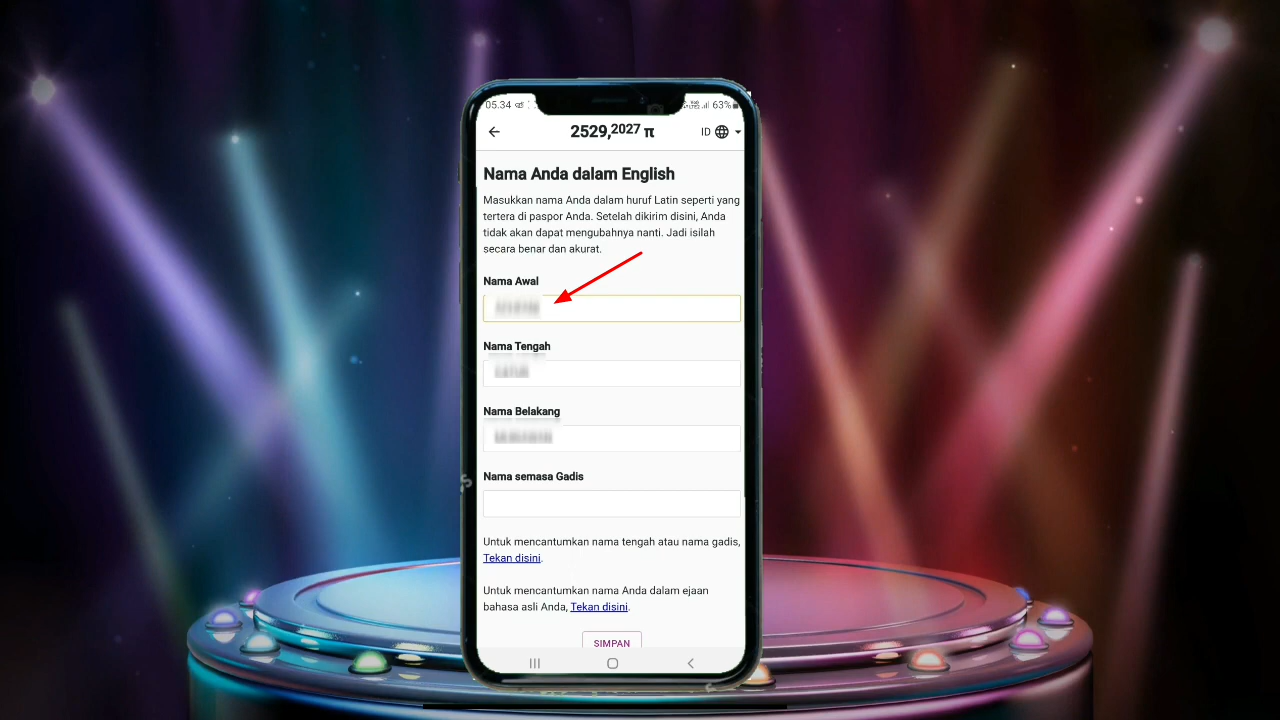 05.34
63%
2529,2027 π
ID
Nama Anda dalam English
Masukkan nama Anda dalam huruf Latin seperti yang
tertera di paspor Anda. Setelah dikirim disini, Anda
tidak akan dapat mengubahnya nanti. Jadi isilah
secara benar dan akurat.
Nama Awal
Nama Tengah
Nama Belakang
Nama semasa Gadis
Untuk mencantumkan nama tengah atau nama gadis,
Tekan disini.
Untuk mencantumkan nama Anda dalam ejaan
bahasa asli Anda, Tekan disini.
SIMPAN